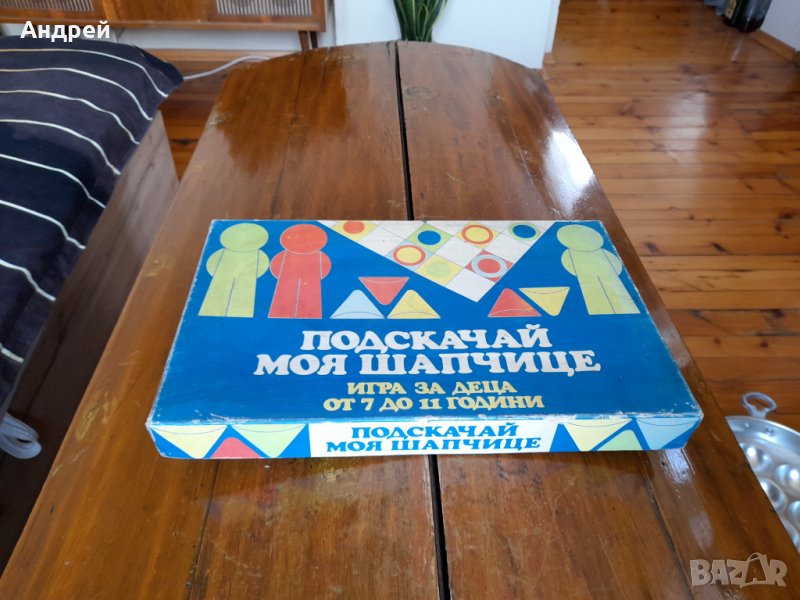 Андрей
ПОДСКАЧАЙ
МОЯ ШАПЧИЦЕ
ИГРА ЗА ДЕЦА
ОТ 7 ДО 11 ГОДИНИ
ПОДСКАЧАЙ
МОЯ ШАПЧИЦЕ
BAZAR